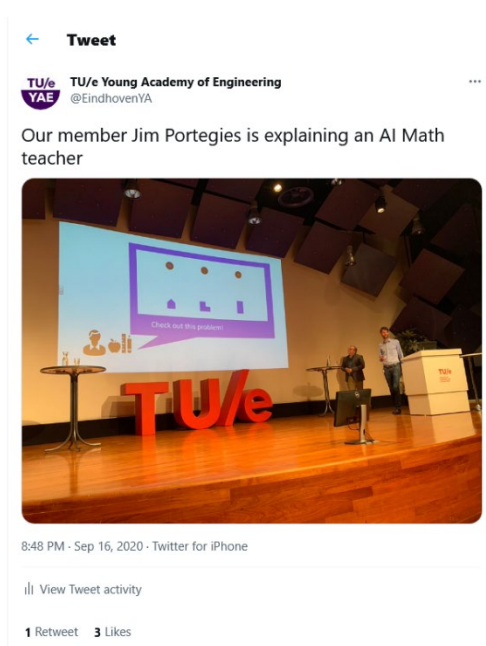 Tweet
TU/e
YAE
TU/e Young Academy of Engineering
@EindhovenYA
Our member Jim Portegies is explaining an AI Math
teacher
Check out this problem!
TU/e
TU/e
8:48 PM · Sep 16, 2020 · Twitter for iPhone
View Tweet activity
1 Retweet 3 Likes